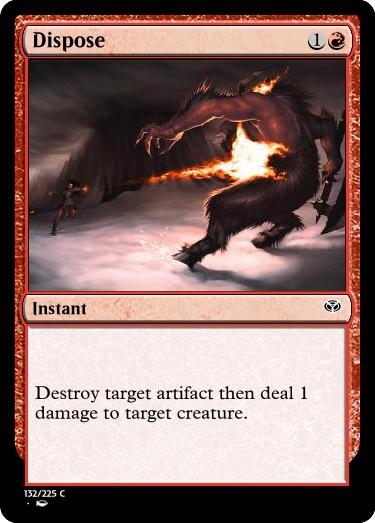 Dispose
1
Instant
Destroy target artifact then deal 1
damage to target creature.
132/225 C